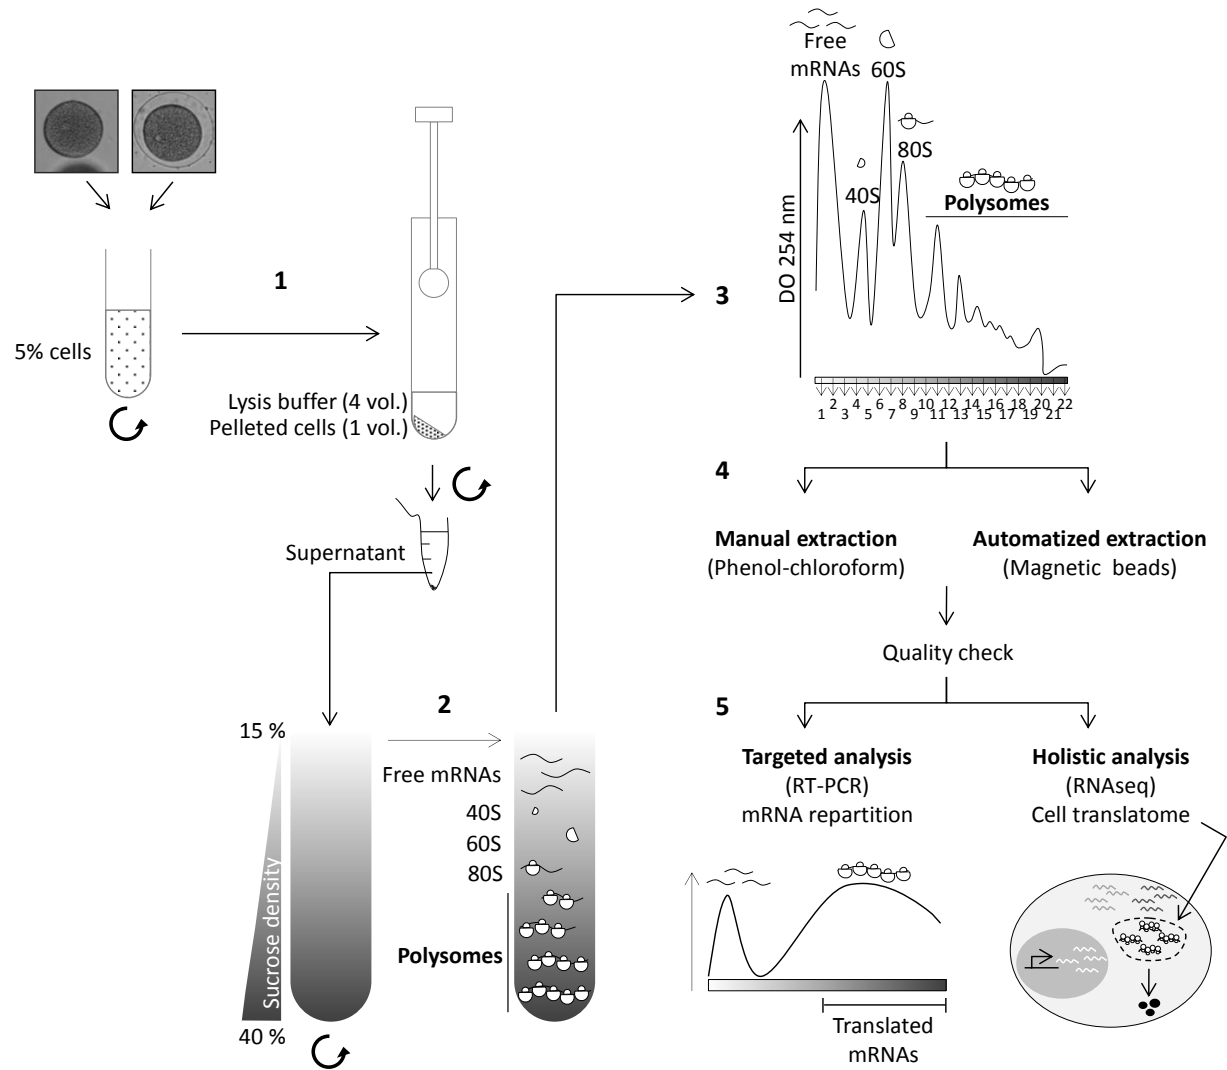 1
5% cells
Lysis buffer (4 vol.)
Pelleted cells (1 vol.)
Supernatant
2
15 %
Sucrose density
40 %
Free mRNAs
40S
60S
80S
Polysomes
3
DO 254 nm
Free
mRNAs
40S
60S
80S
Polysomes
1 2 3 4 5 6 7 8 9 10 11 12 13 14 15 16 17 18 19 20 21 22
4
Manual extraction
(Phenol-chloroform)
Automatized extraction
(Magnetic beads)
Quality check
5
Targeted analysis
(RT-PCR)
mRNA repartition
Translated
mRNAs
Holistic analysis
(RNAseq)
Cell translatome